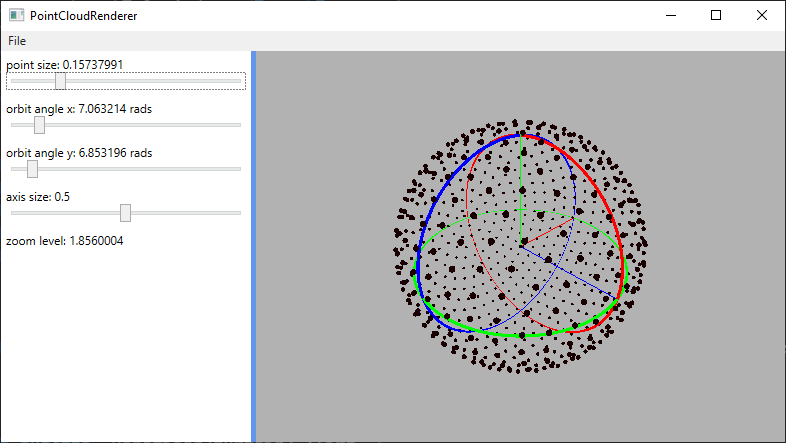 PointCloudRenderer
File
point size: 0.15737991
orbit angle x: 7.063214 rads
orbit angle y: 6.853196 rads
axis size: 0.5
zoom level: 1.8560004